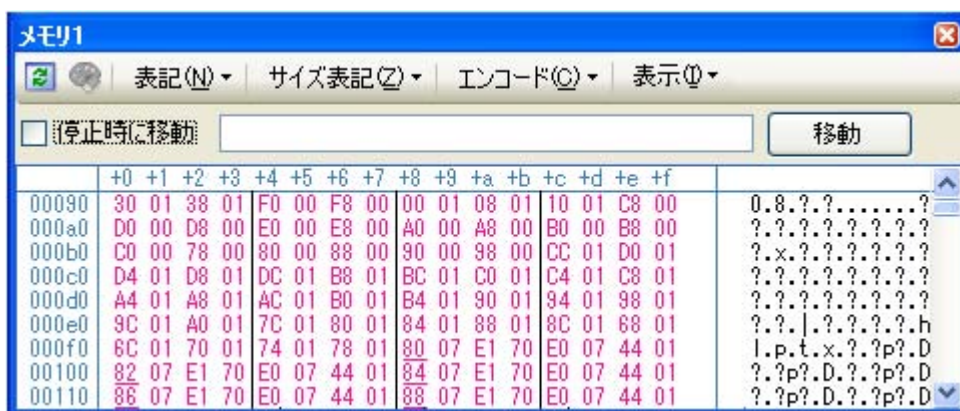 メモリ1
表記(N) サイズ表記(Z) エンコード(C) 表示(I)
停止時に移動 移動
+0 +1 +2 +3 +4 +5 +6 +7 +8 +9 +a +b +c +d +e +f
00090 30 01 38 01 F0 00 F8 00 00 01 08 01 10 01 C8 00 0.8.?.?.......?
000a0 D0 00 D8 00 E0 00 E8 00 A0 00 A8 00 B0 00 B8 00 ?.?.?.?.?.?.?.?
000b0 C0 00 78 00 80 00 88 00 90 00 98 00 CC 01 D0 01 ?.x.?.?.?.?.?.?
000c0 D4 01 D8 01 DC 01 B8 01 BC 01 C0 01 C4 01 C8 01 ?.?.?.?.?.?.?.?
000d0 A4 01 A8 01 AC 01 B0 01 B4 01 90 01 94 01 98 01 ?.?.?.?.?.?.?.?
000e0 9C 01 A0 01 7C 01 80 01 84 01 88 01 8C 01 68 01 ?.?.|.?.?.?.?.h
000f0 6C 01 70 01 74 01 78 01 80 07 E1 70 E0 07 44 01 l.p.t.x.?.?p?.D
00100 82 07 E1 70 E0 07 44 01 84 07 E1 70 E0 07 44 01 ?.?p?.D.?.?p?.D
00110 86 07 E1 70 E0 07 44 01 88 07 E1 70 E0 07 44 01 ?.?p?.D.?.?p?.D